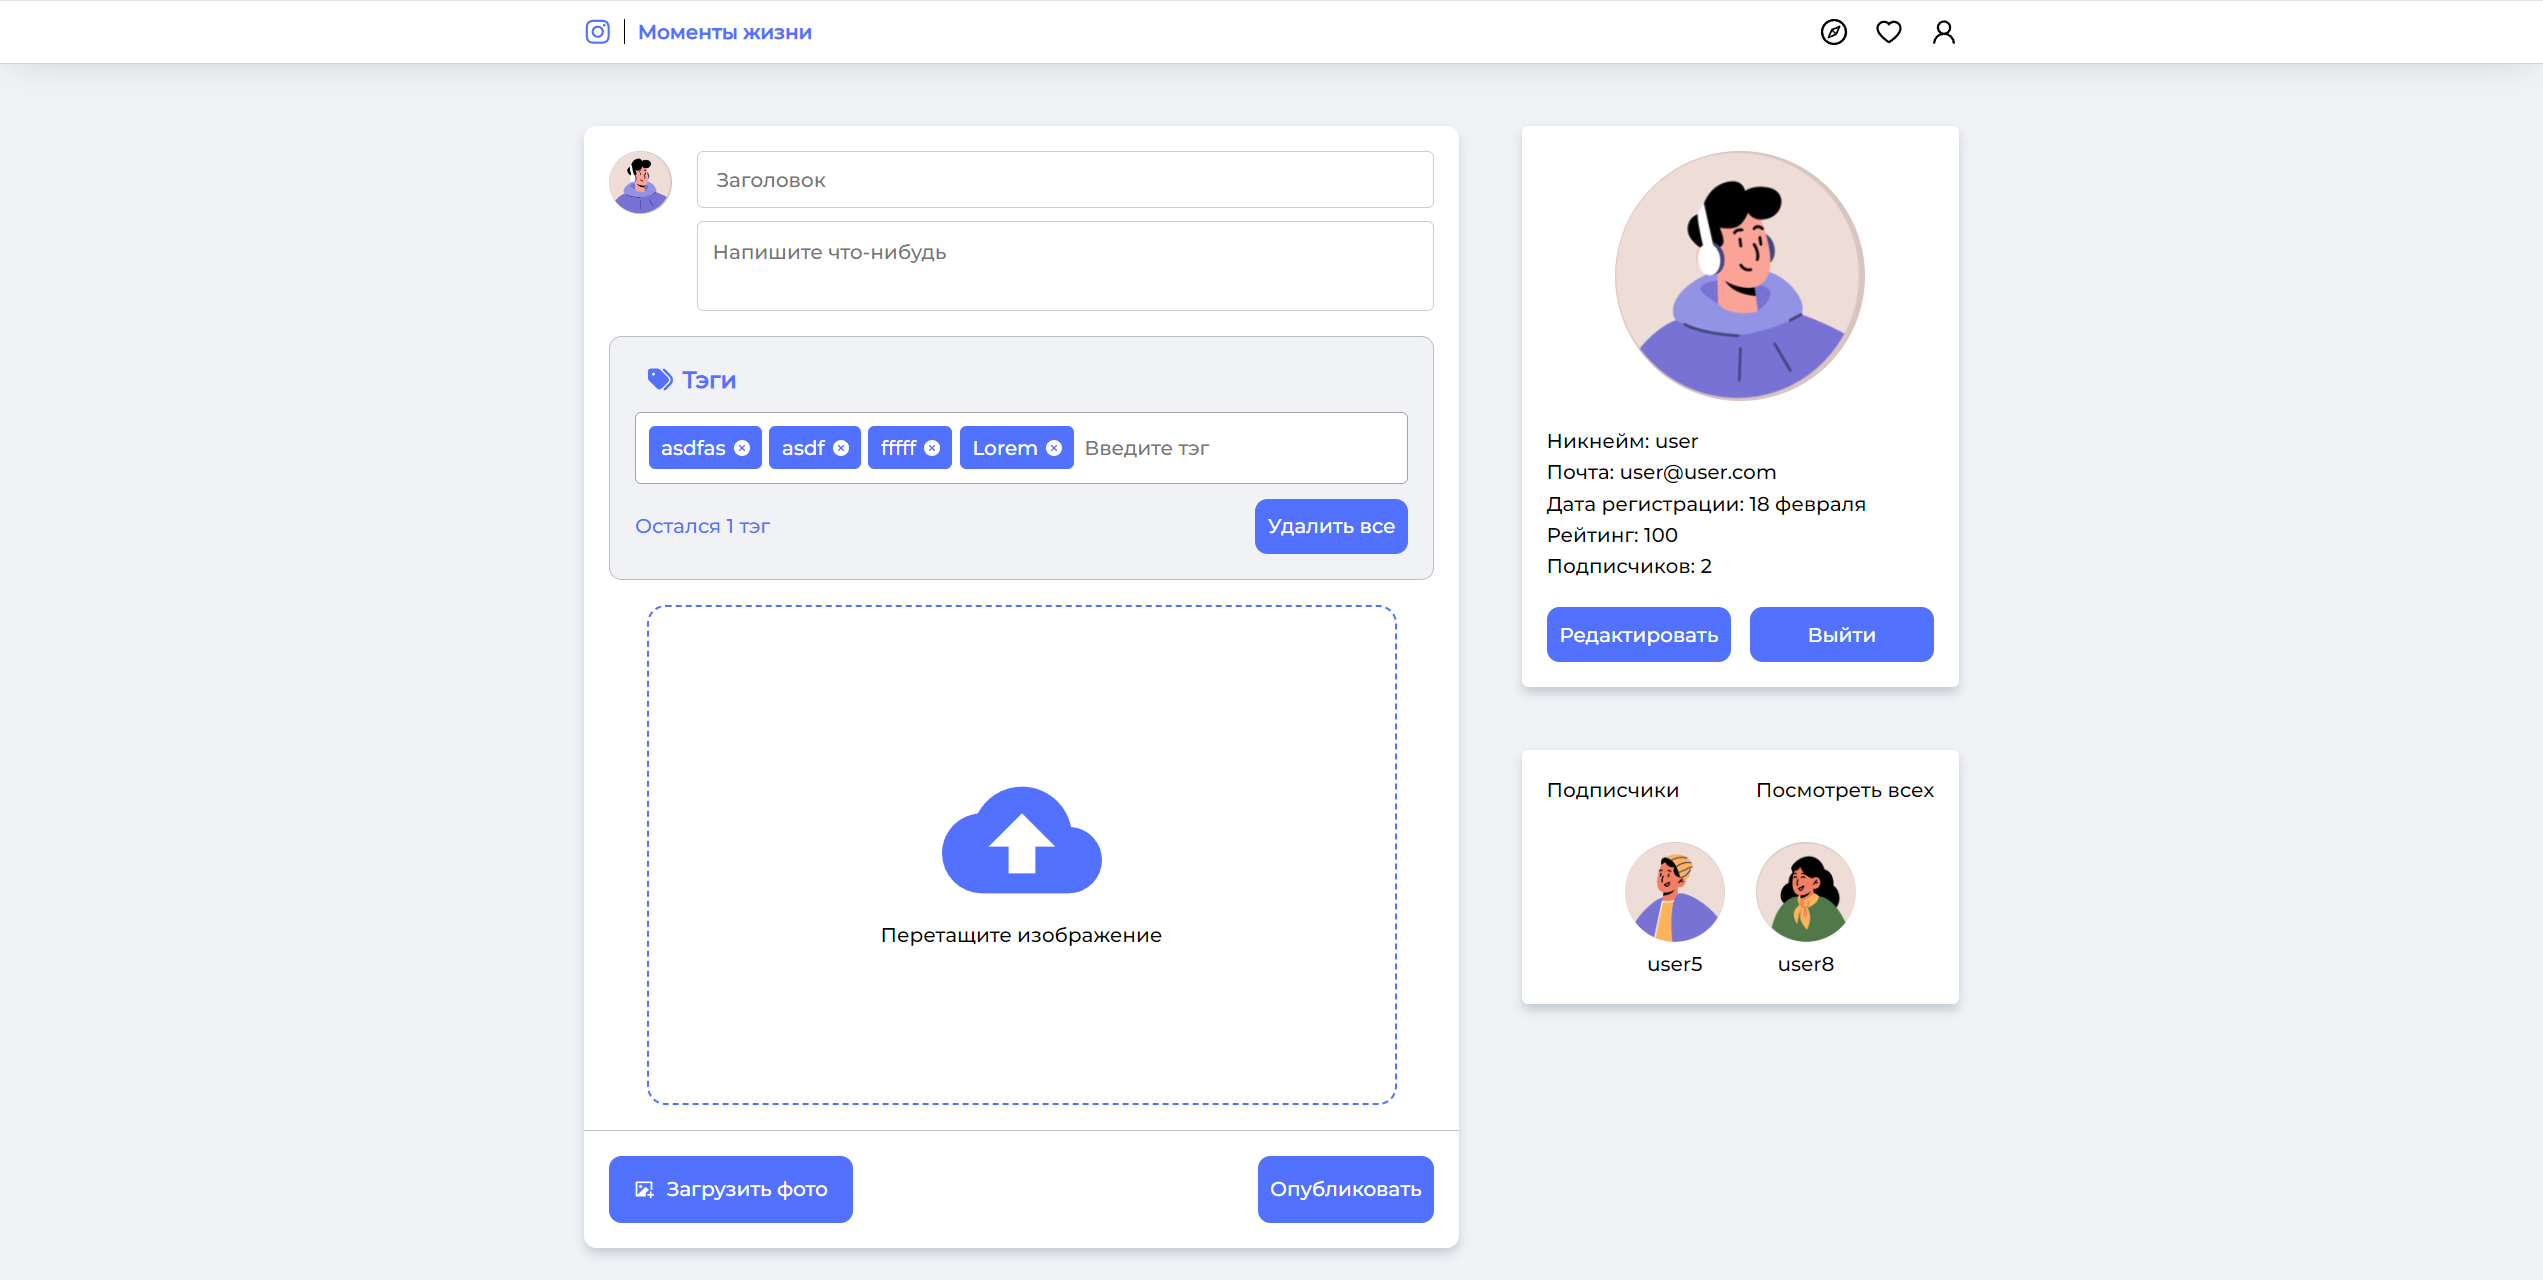 Моменты жизни
Заголовок
Напишите что-нибудь
Тэги
asdfas asdf fffff Lorem Введите тэг
Остался 1 тэг
Удалить все
Перетащите изображение
Загрузить фото
Опубликовать
Никнейм: user
Почта: user@user.com
Дата регистрации: 18 февраля
Рейтинг: 100
Подписчиков: 2
Редактировать
Выйти
Подписчики
Посмотреть всех
user5
user8